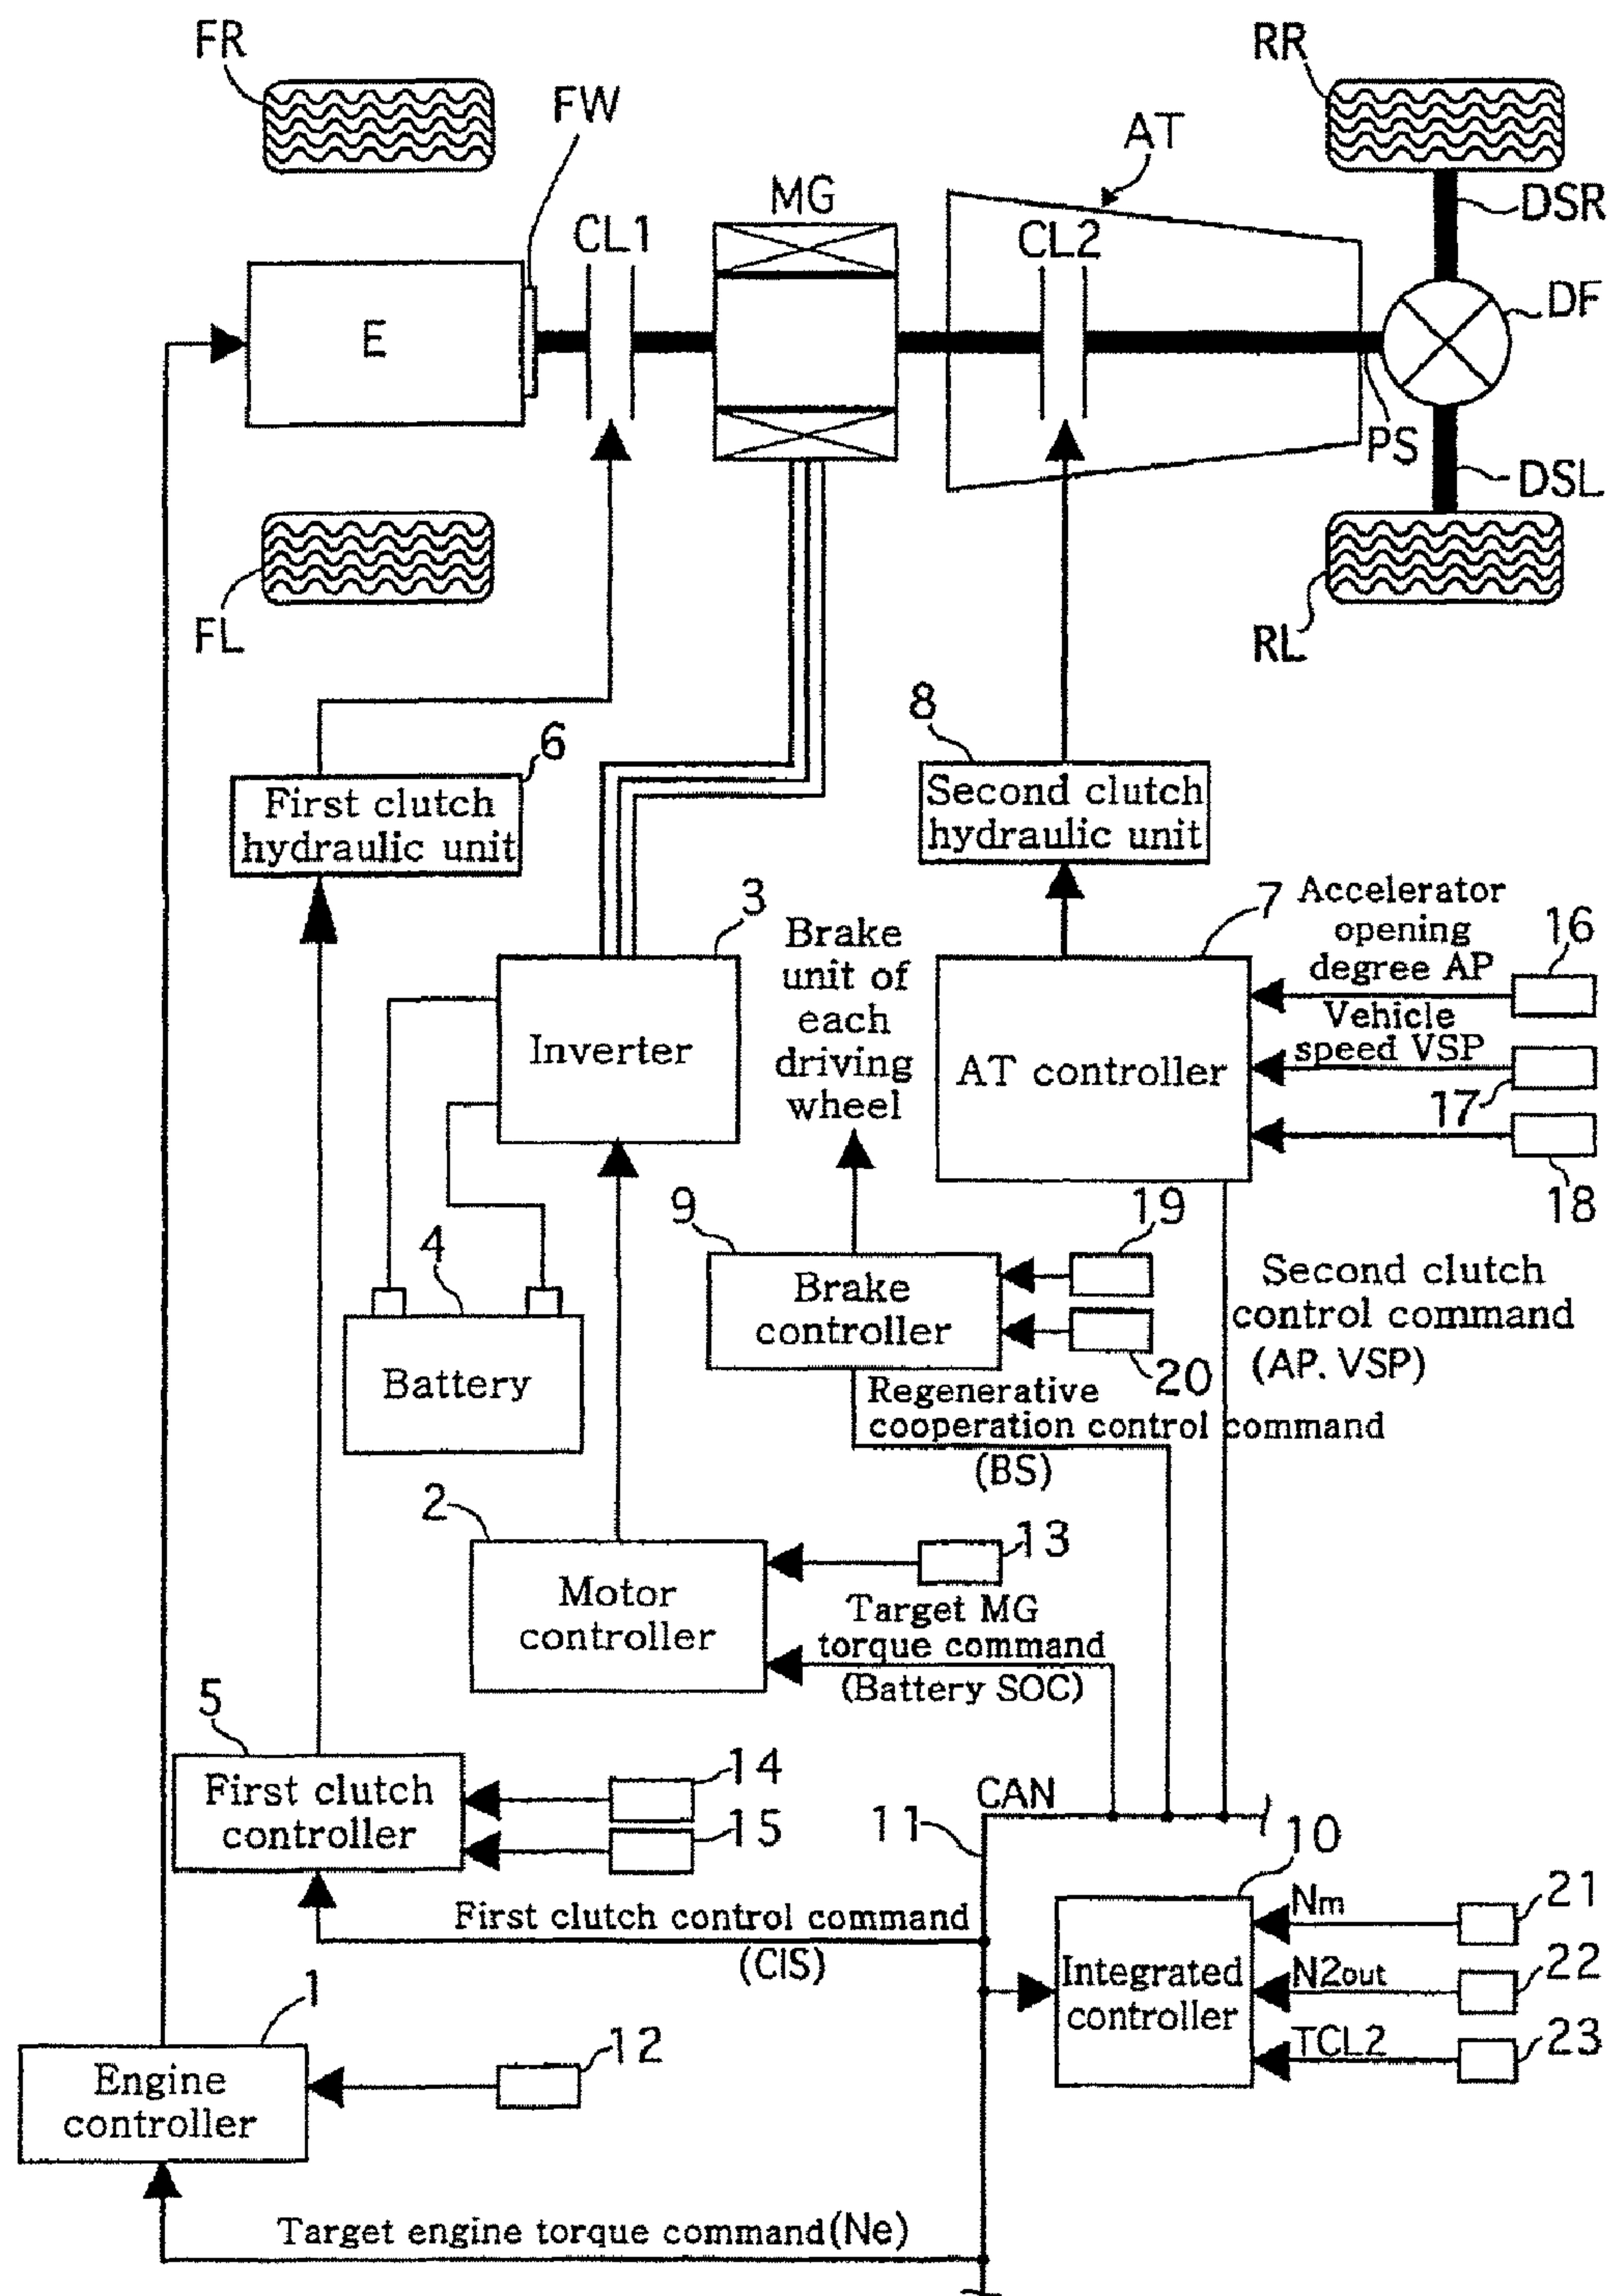 FR
RR
FW
AT
MG
DSR
CL1
CL2
DF
E
PS
DSL
FL
RL
8
6
First clutch
hydraulic unit
Second clutch
hydraulic unit
3
Brake
unit of
each
driving
wheel
7
Accelerator
opening
degree AP
16
Vehicle
speed VSP
Inverter
AT controller
17
18
9
19
4
Brake
controller
Second clutch
control command
(AP. VSP)
20
Battery
Regenerative
cooperation control command
(BS)
2
13
Motor
controller
Target MG
torque command
(Battery SOC)
5
14
First clutch
controller
15
CAN
11
10
First clutch control command
(CIS)
Nm
21
Integrated
controller
N2out
22
TCL2
23
1
12
Engine
controller
Target engine torque command(Ne)